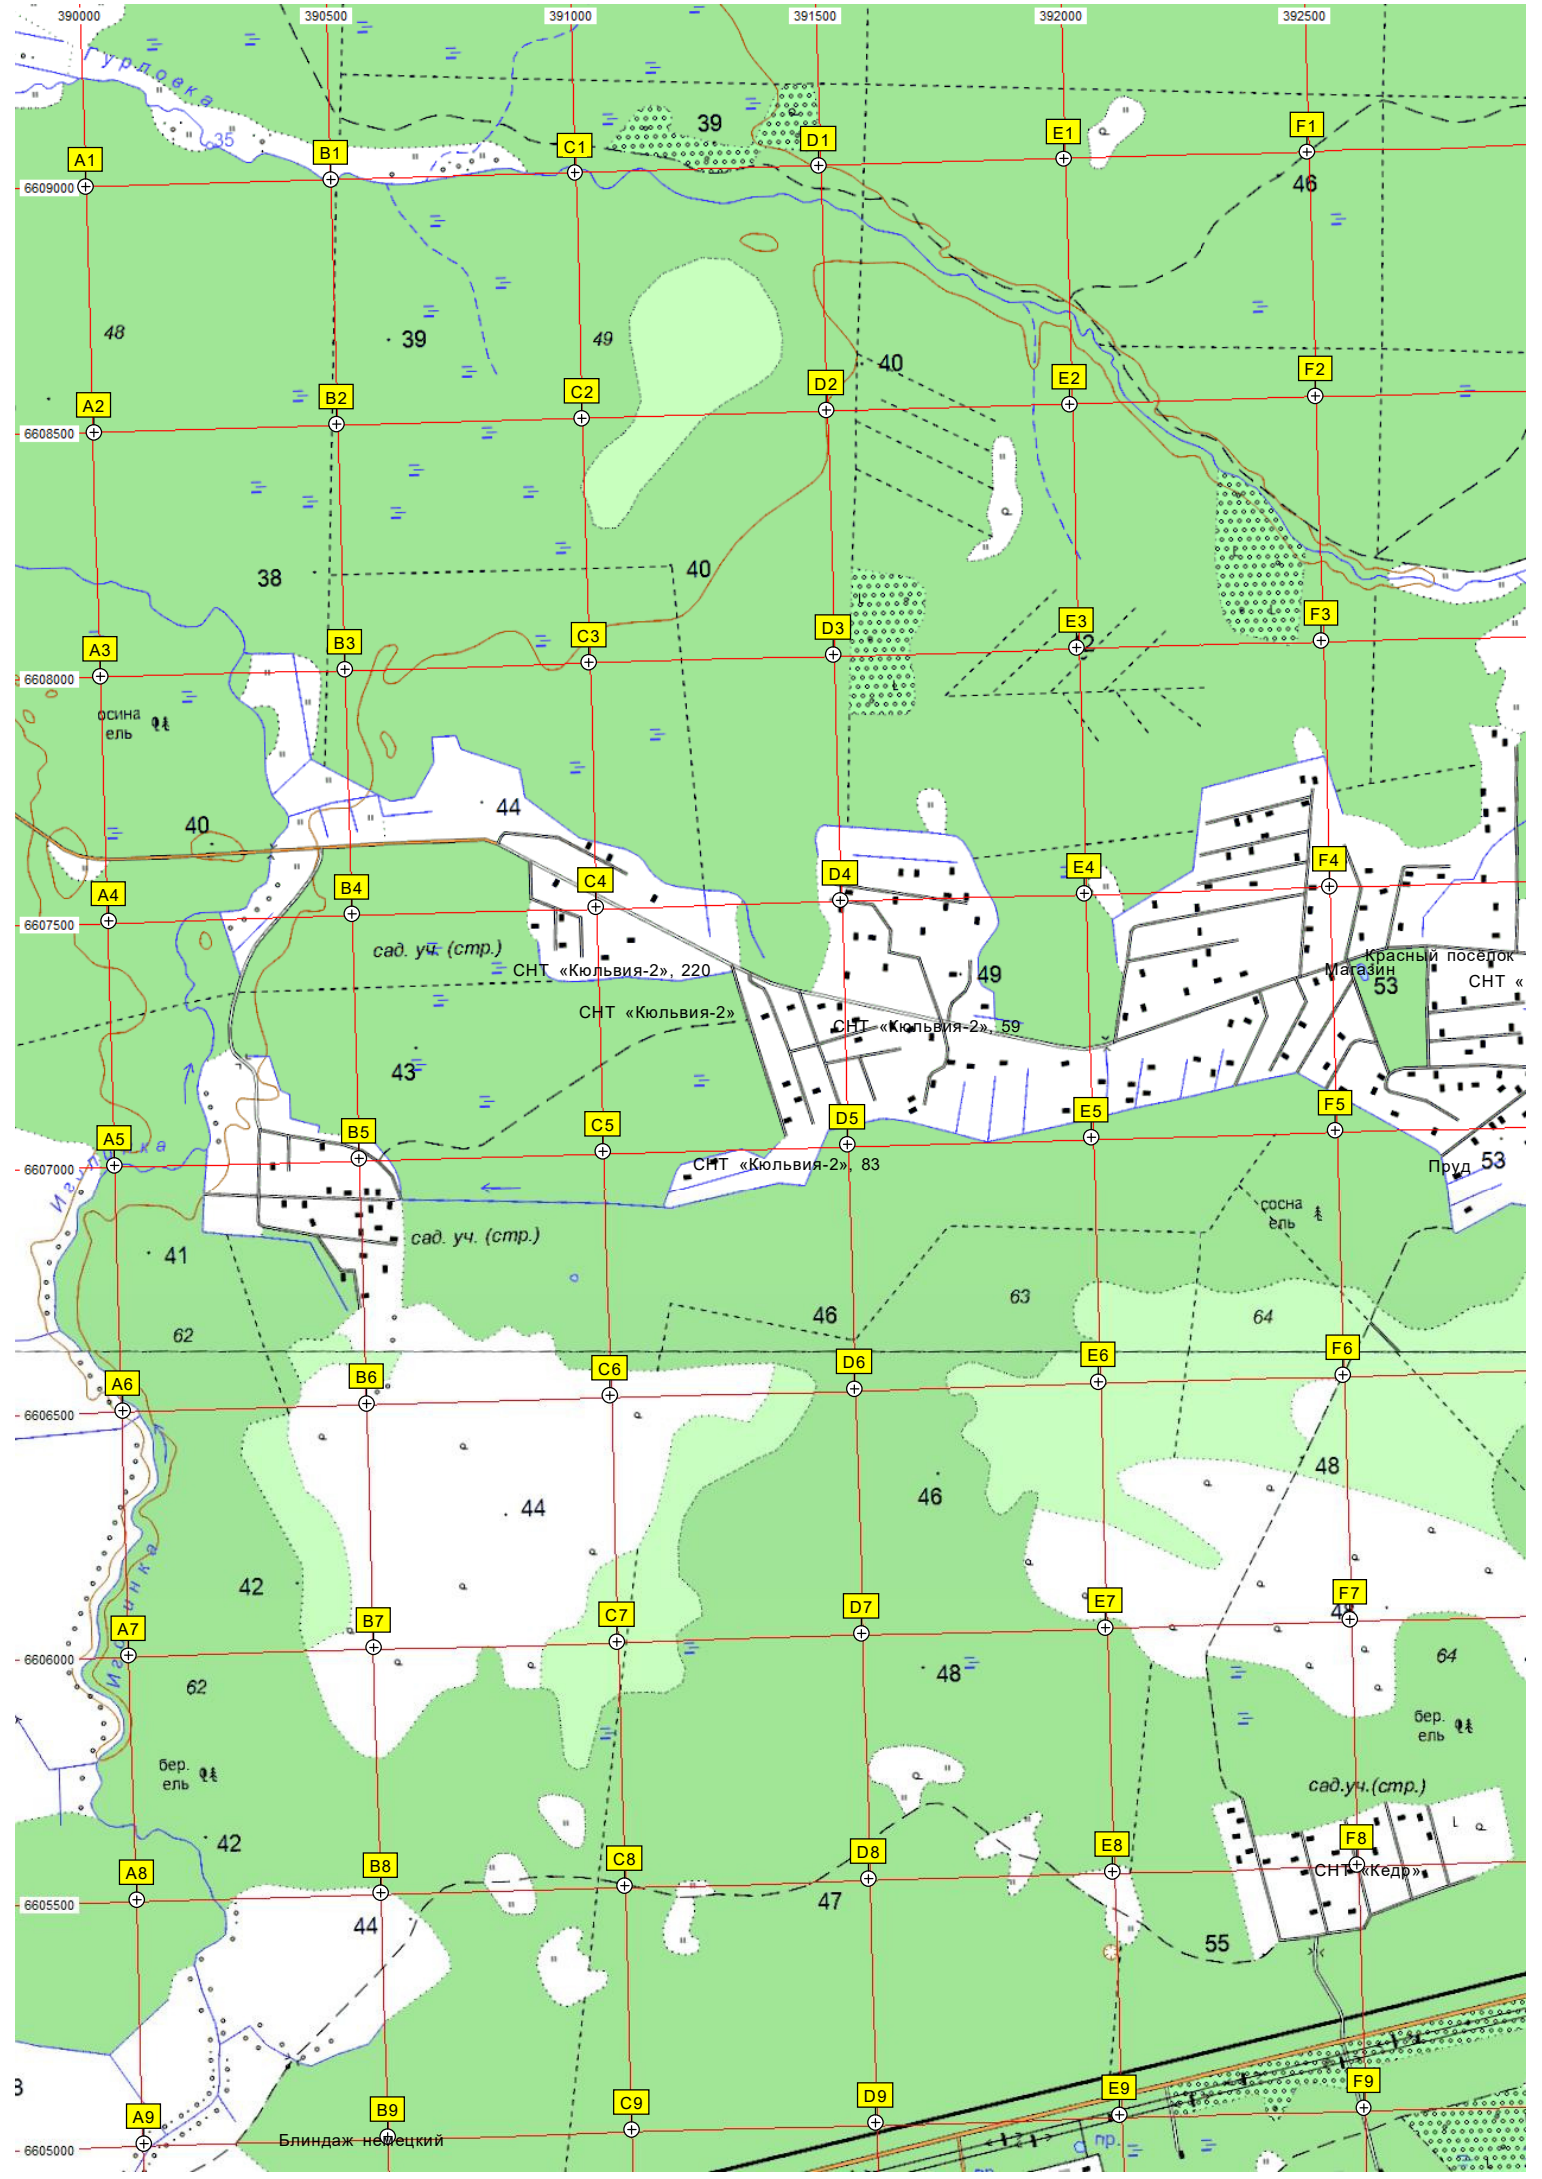 390000 390500 391000 391500 392000 392500
Гурловка
35
39
A1 B1 C1 D1 E1 F1
6609000
46
48
39
49
40
A2 B2 C2 D2 E2 F2
6608500
38
40
A3 B3 C3 D3 E3 F3
6608000
осина
ель
44
40
A4 B4 C4 D4 E4 F4
6607500
сад. уч. (стр.)
СНТ «Кюльвия-2», 220
49
Красный посёлок
Магазин
53
СНТ «
СНТ «Кюльвия-2»
СНТ «Кюльвия-2», 59
43
A5 B5 C5 D5 E5 F5
6607000
СНТ «Кюльвия-2», 83
Пруд
53
сосна
ель
сад. уч. (стр.)
41
62
46
63
64
A6 B6 C6 D6 E6 F6
6606500
48
46
44
42
A7 B7 C7 D7 E7 F7
6606000
62
48
64
бер.
ель
бер.
ель
сад.уч.(стр.)
42
A8 B8 C8 D8 E8 F8
СНТ «Кедр»
6605500
44
47
55
A9 B9 C9 D9 E9 F9
6605000
Блиндаж немецкий
пр.